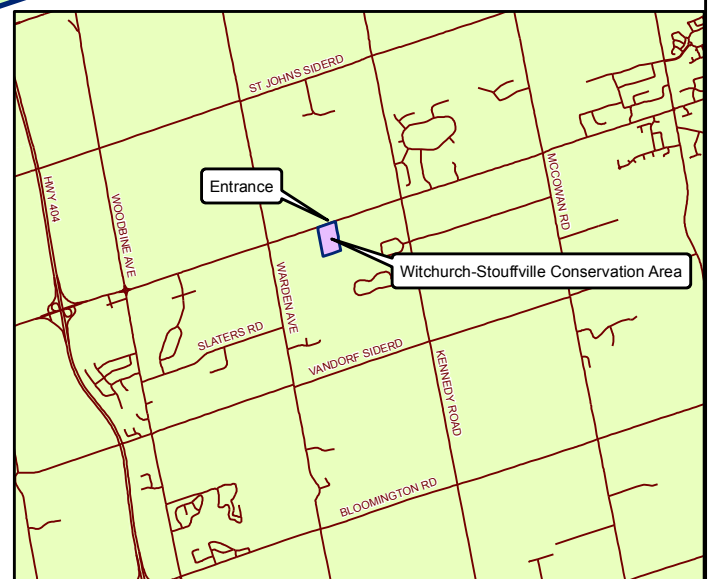 ST JOHNS SIDERD
HWY 404
WOODBINE AVE
Entrance
MCCOWAN RD
WARDEN AVE
Witchurch-Stouffville Conservation Area
SLATERS RD
VANDORF SIDERD
KENNEDY ROAD
BLOOMINGTON RD